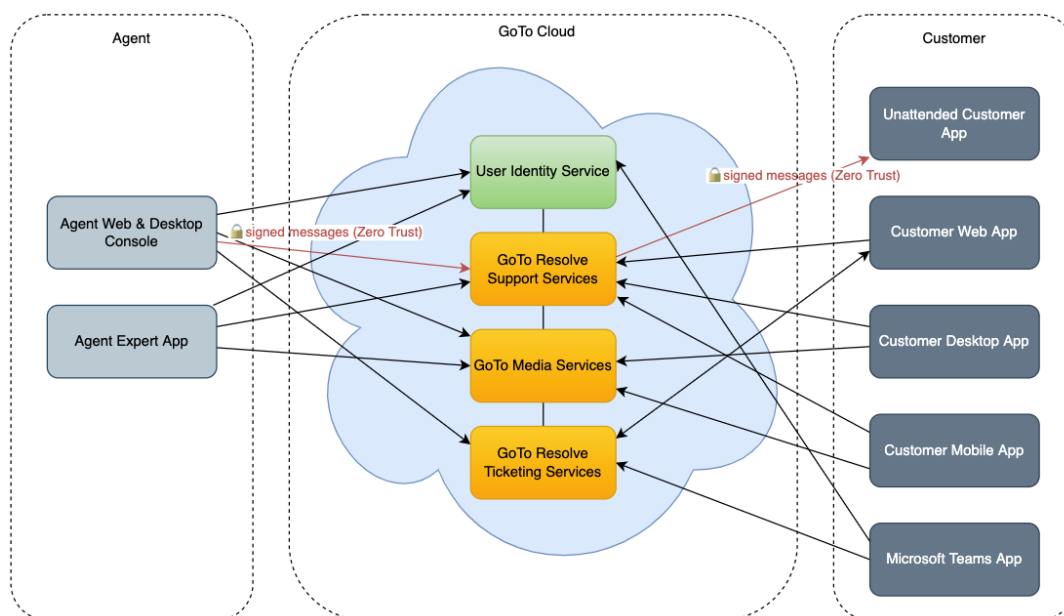 Agent
GoTo Cloud
Customer
Agent Web & Desktop
Console
Agent Expert App
🔒signed messages (Zero Trust)
User Identity Service
GoTo Resolve
Support Services
GoTo Media Services
GoTo Resolve
Ticketing Services
🔒signed messages (Zero Trust)
Unattended Customer
App
Customer Web App
Customer Desktop App
Customer Mobile App
Microsoft Teams App